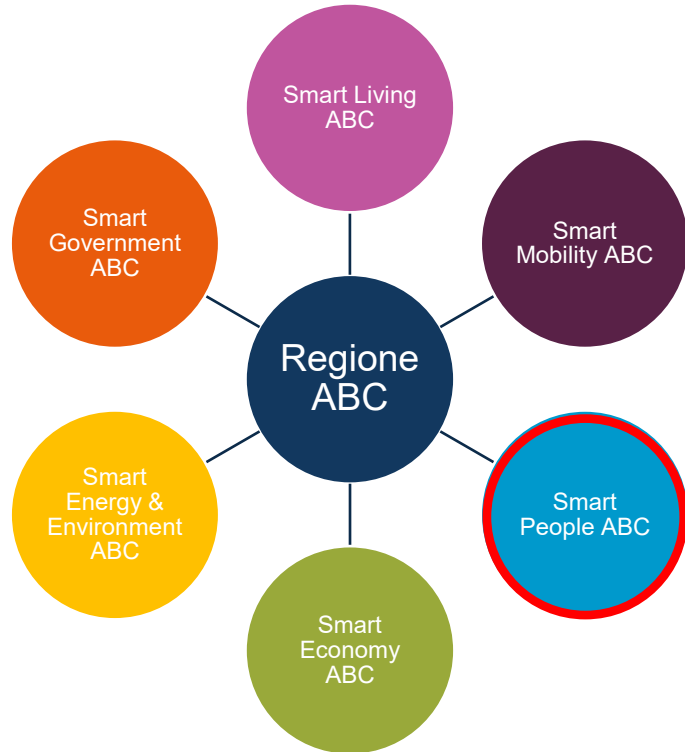 Smart Living
ABC
Smart
Government
ABC
Smart
Mobility ABC
Regione
ABC
Smart
Energy &
Environment
ABC
Smart
People ABC
Smart
Economy
ABC